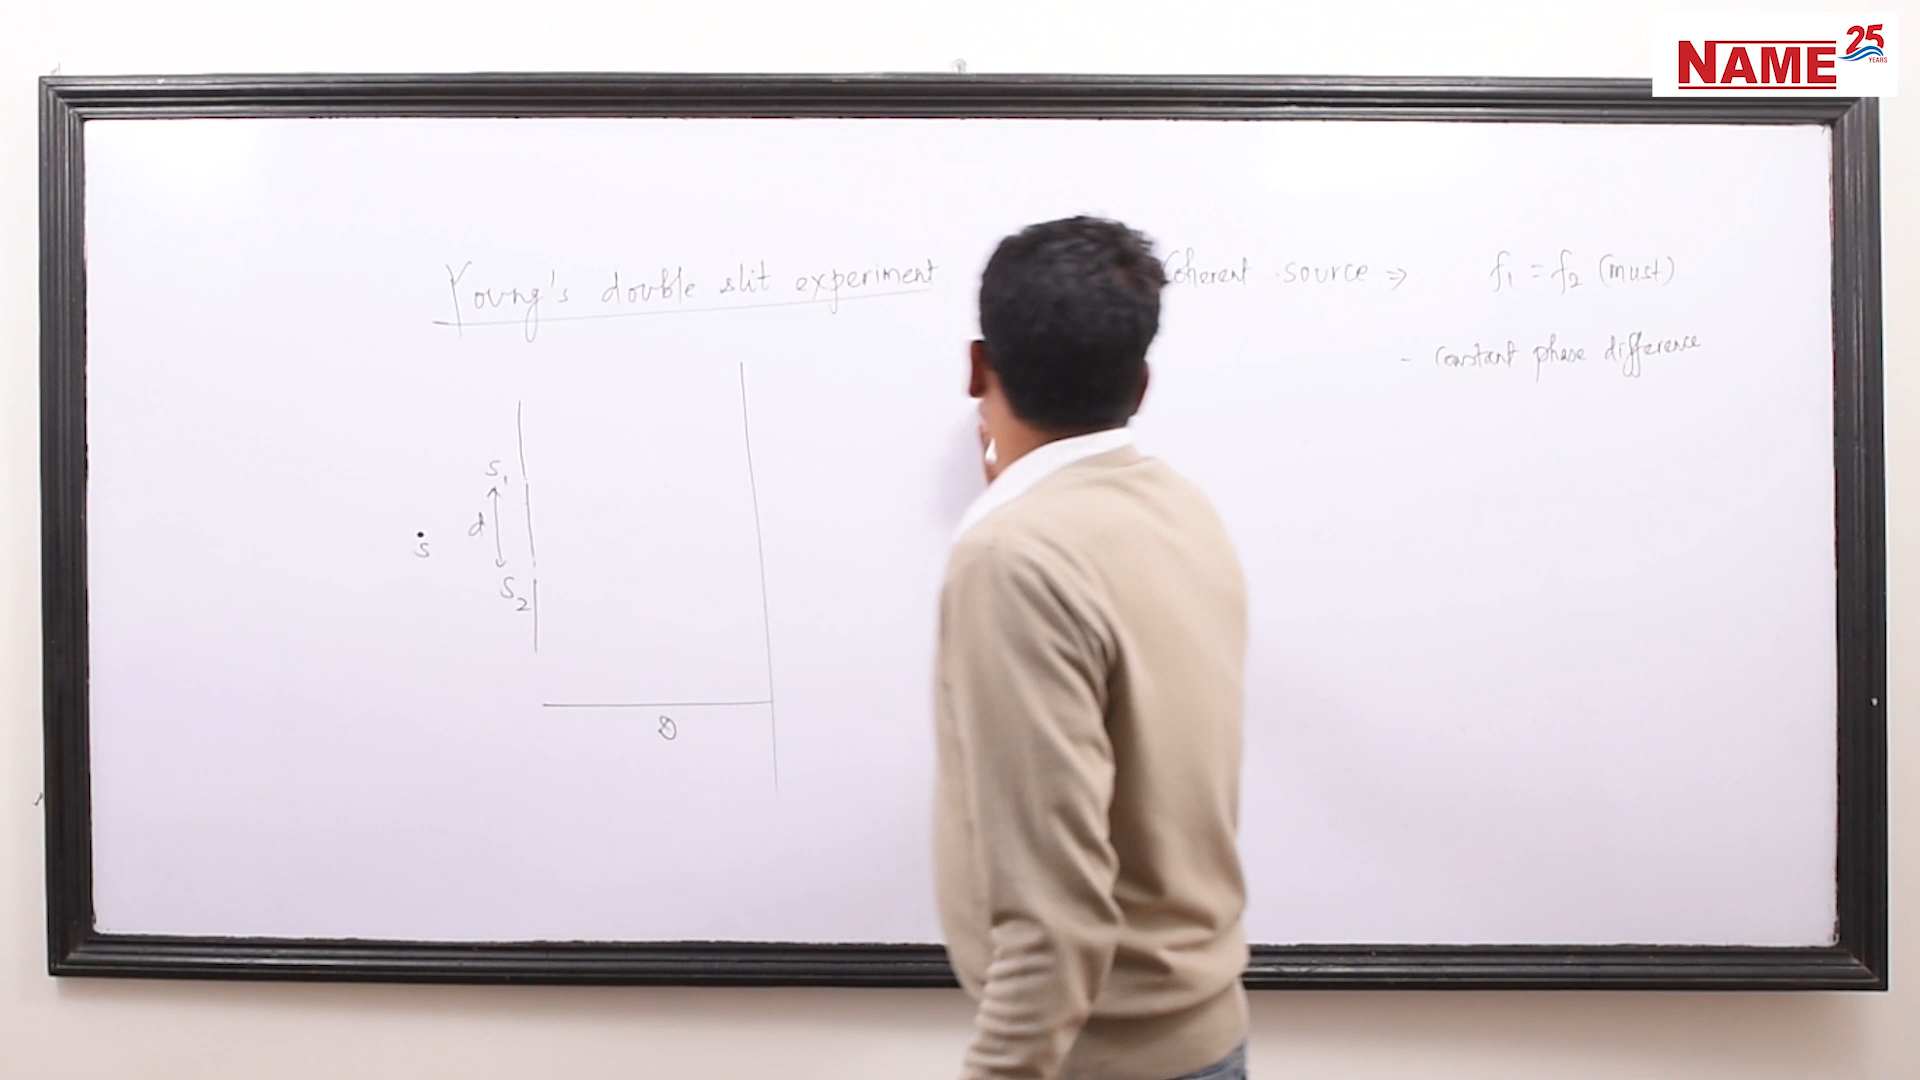 NAME 25 YEARS
Young's double slit experiment
Coherent source ⇒ f₁ = f₂ (must)
- constant phase difference
S₁
d
S
S₂
D